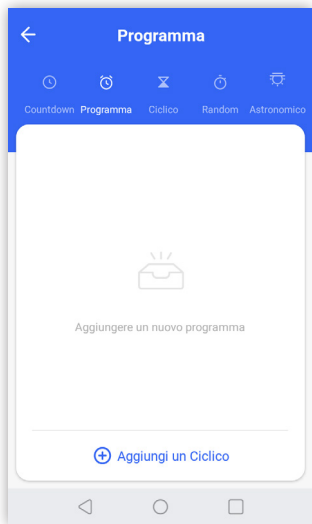 Programma
Countdown Programma Ciclico Random Astronomico
Aggiungere un nuovo programma
Aggiungi un Ciclico